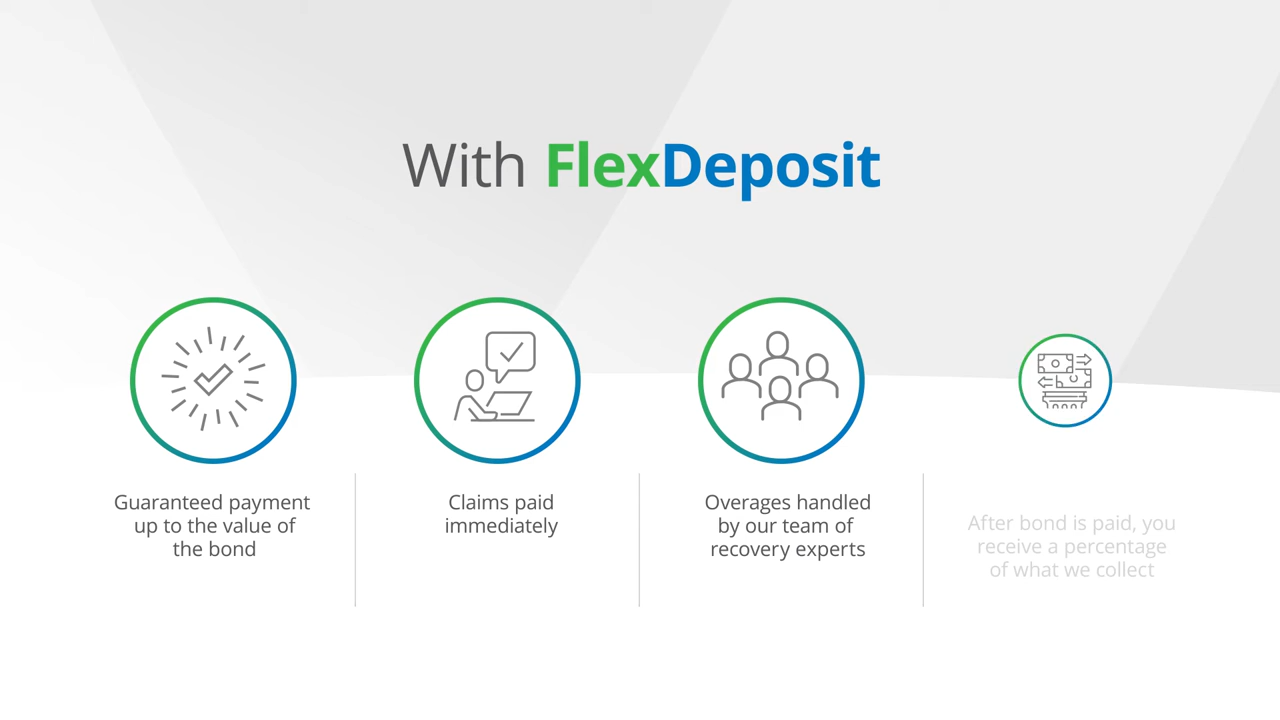 With FlexDeposit
Guaranteed payment
up to the value of
the bond
Claims paid
immediately
Overages handled
by our team of
recovery experts
After bond is paid, you
receive a percentage
of what we collect